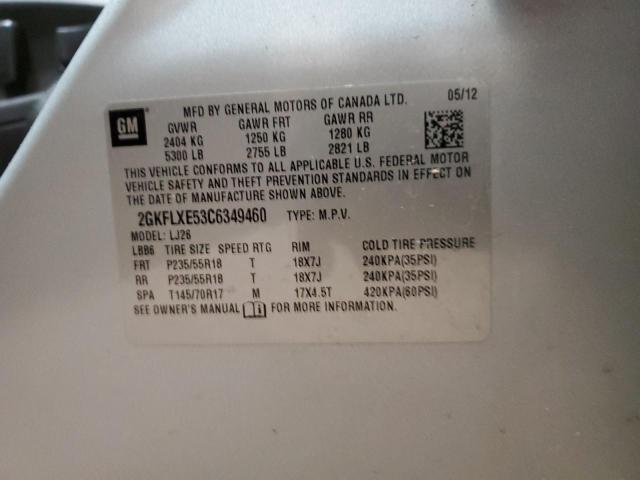 MFD BY GENERAL MOTORS OF CANADA LTD. 05/12
GM
GVWR GAWR FRT GAWR RR
2404 KG 1250 KG 1280 KG
5300 LB 2755 LB 2821 LB
THIS VEHICLE CONFORMS TO ALL APPLICABLE U.S. FEDERAL MOTOR
VEHICLE SAFETY AND THEFT PREVENTION STANDARDS IN EFFECT ON
THE DATE OF MANUFACTURE SHOWN ABOVE.
2GKFLXE53C6349460 TYPE: M.P.V.
MODEL: LJ26
LBB6 TIRE SIZE SPEED RTG RIM COLD TIRE PRESSURE
FRT P235/55R18 T 18X7J 240KPA(35PSI)
RR P235/55R18 T 18X7J 240KPA(35PSI)
SPA T145/70R17 M 17X4.5T 420KPA(60PSI)
SEE OWNER'S MANUAL FOR MORE INFORMATION.